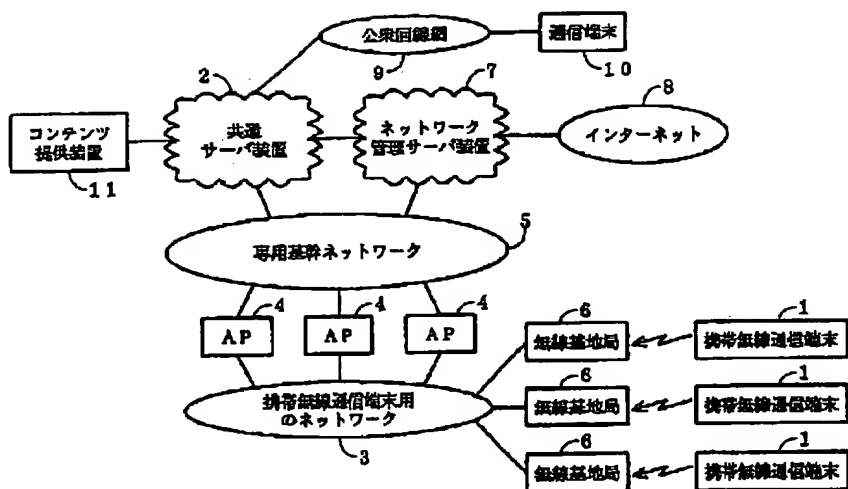 公衆回線網
9
通信端末
10
2
7
8
コンテンツ
提供装置
11
共通
サーバ装置
ネットワーク
管理サーバ装置
インターネット
5
専用基幹ネットワーク
4
4
4
AP
AP
AP
6
1
無線基地局
携帯無線通信端末
6
1
無線基地局
携帯無線通信端末
6
1
無線基地局
携帯無線通信端末
携帯無線通信端末用
のネットワーク
3